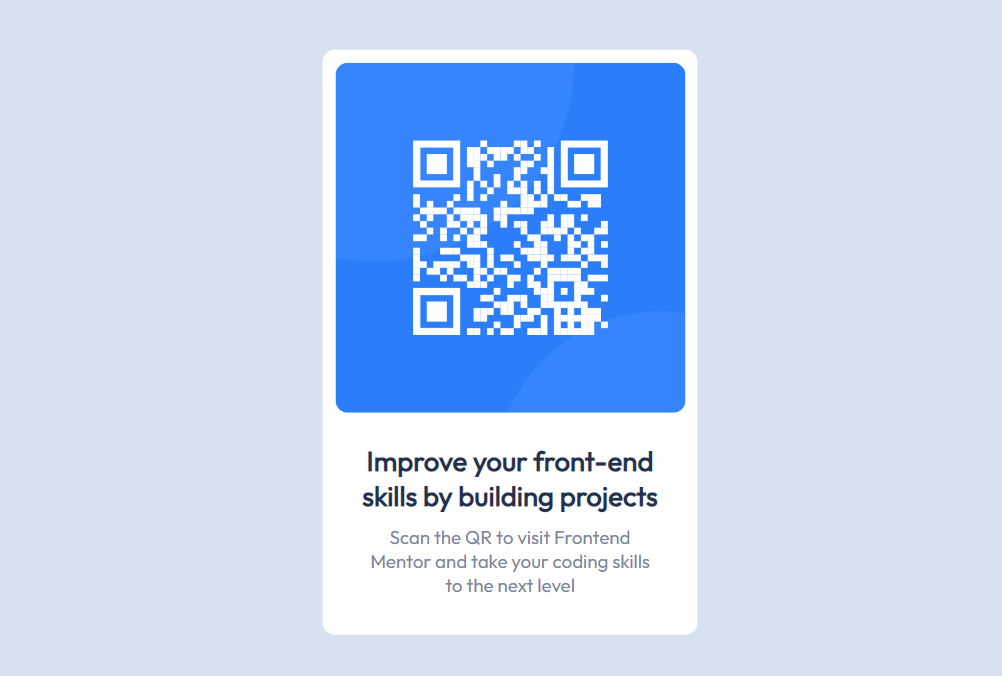 Improve your front-end
skills by building projects
Scan the QR to visit Frontend
Mentor and take your coding skills
to the next level